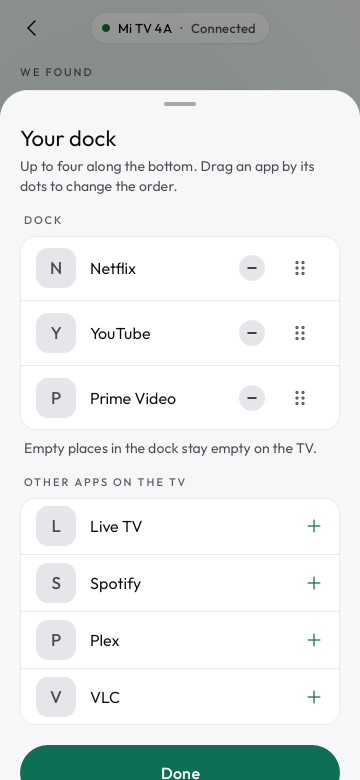 Mi TV 4A · Connected
WE FOUND
Your dock
Up to four along the bottom. Drag an app by its
dots to change the order.
DOCK
N Netflix
Y YouTube
P Prime Video
Empty places in the dock stay empty on the TV.
OTHER APPS ON THE TV
L Live TV
S Spotify
P Plex
V VLC
Done